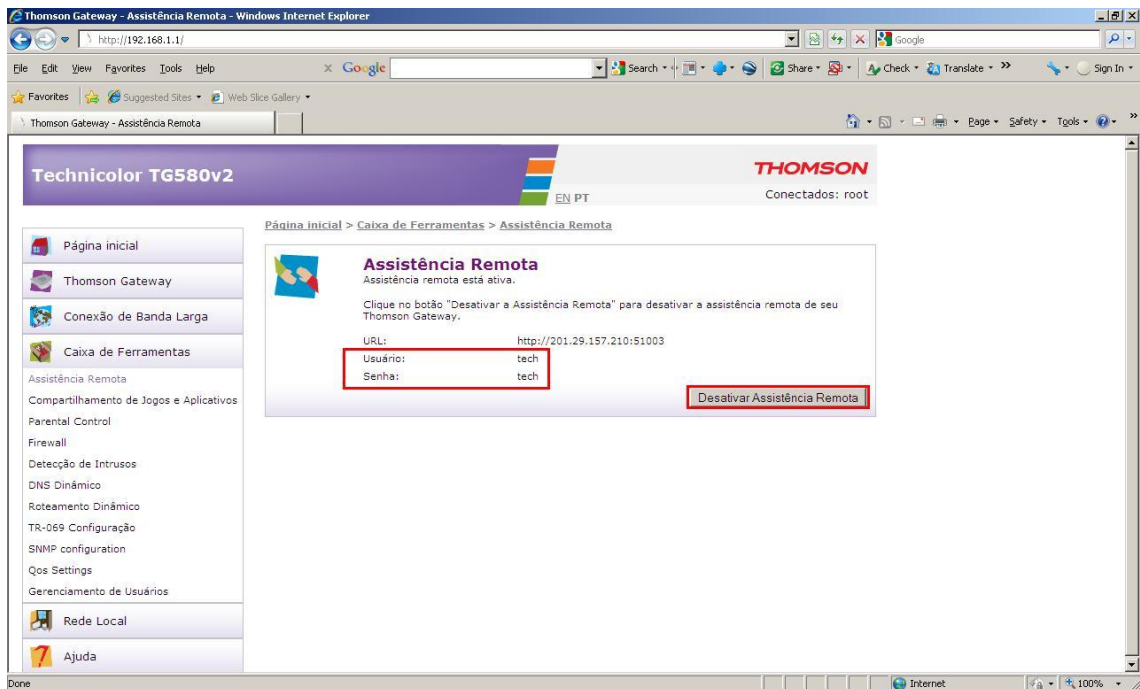 Thomson Gateway - Assistência Remota - Windows Internet Explorer
http://192.168.1.1/
Google
File Edit View Favorites Tools Help
x Google Search Share Check Translate » Sign In
Favorites Suggested Sites Web Slice Gallery
Thomson Gateway - Assistência Remota
Page Safety Tools »
Technicolor TG580v2
THOMSON
EN PT
Conectados: root
Página inicial > Caixa de Ferramentas > Assistência Remota
Página inicial
Thomson Gateway
Conexão de Banda Larga
Caixa de Ferramentas
Assistência Remota
Compartilhamento de Jogos e Aplicativos
Parental Control
Firewall
Detecção de Intrusos
DNS Dinâmico
Roteamento Dinâmico
TR-069 Configuração
SNMP configuration
Qos Settings
Gerenciamento de Usuários
Rede Local
Ajuda
Assistência Remota
Assistência remota está ativa.
Clique no botão "Desativar a Assistência Remota" para desativar a assistência remota de seu
Thomson Gateway.
URL: http://201.29.157.210:51003
Usuário: tech
Senha: tech
Desativar Assistência Remota
Done
Internet
100%